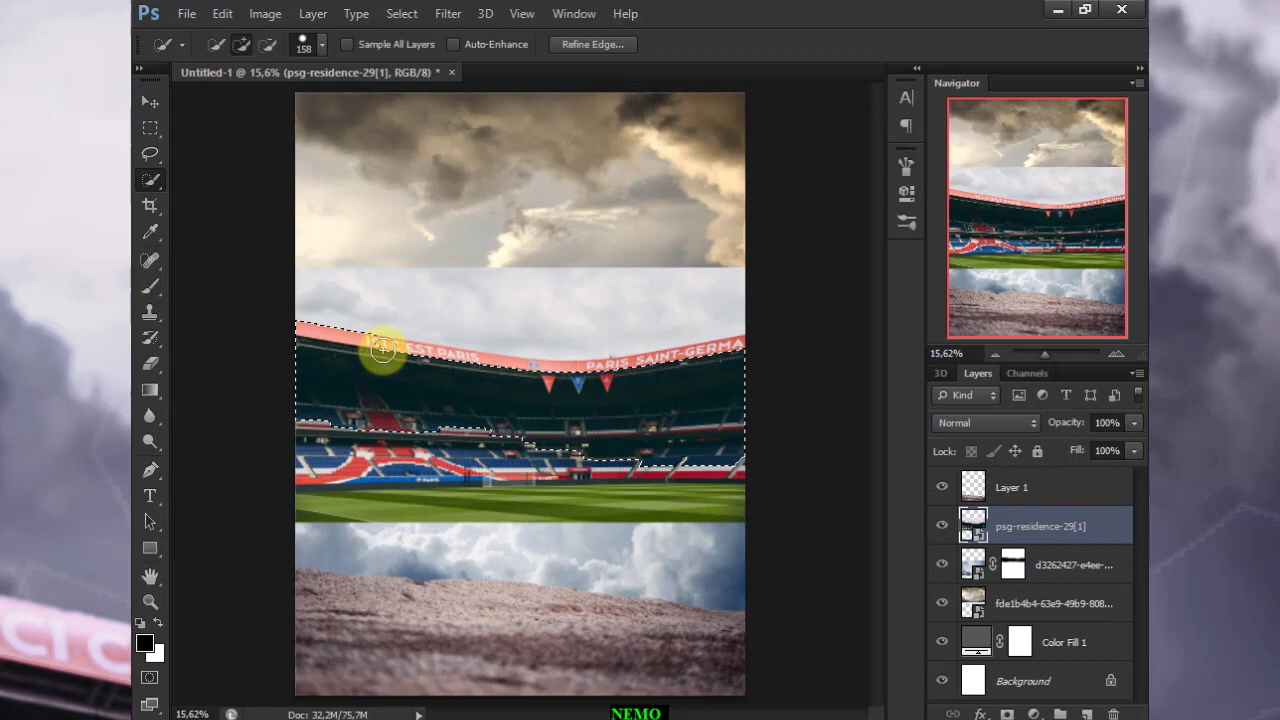 Ps File Edit Image Layer Type Select Filter 3D View Window Help
158 Sample All Layers Auto-Enhance Refine Edge...
Untitled-1 @ 15,6% (psg-residence-29[1], RGB/8) * ×
Navigator
15,62%
3D Layers Channels
Kind
Normal Opacity: 100%
Lock: Fill: 100%
Layer 1
psg-residence-29[1]
d3262427-e4ee-...
fde1b4b4-63e9-49b9-808...
Color Fill 1
Background
EST PARIS
PARIS SAINT-GERMA
15,62% Doc: 32,2M/75,7M
NEMO
fx